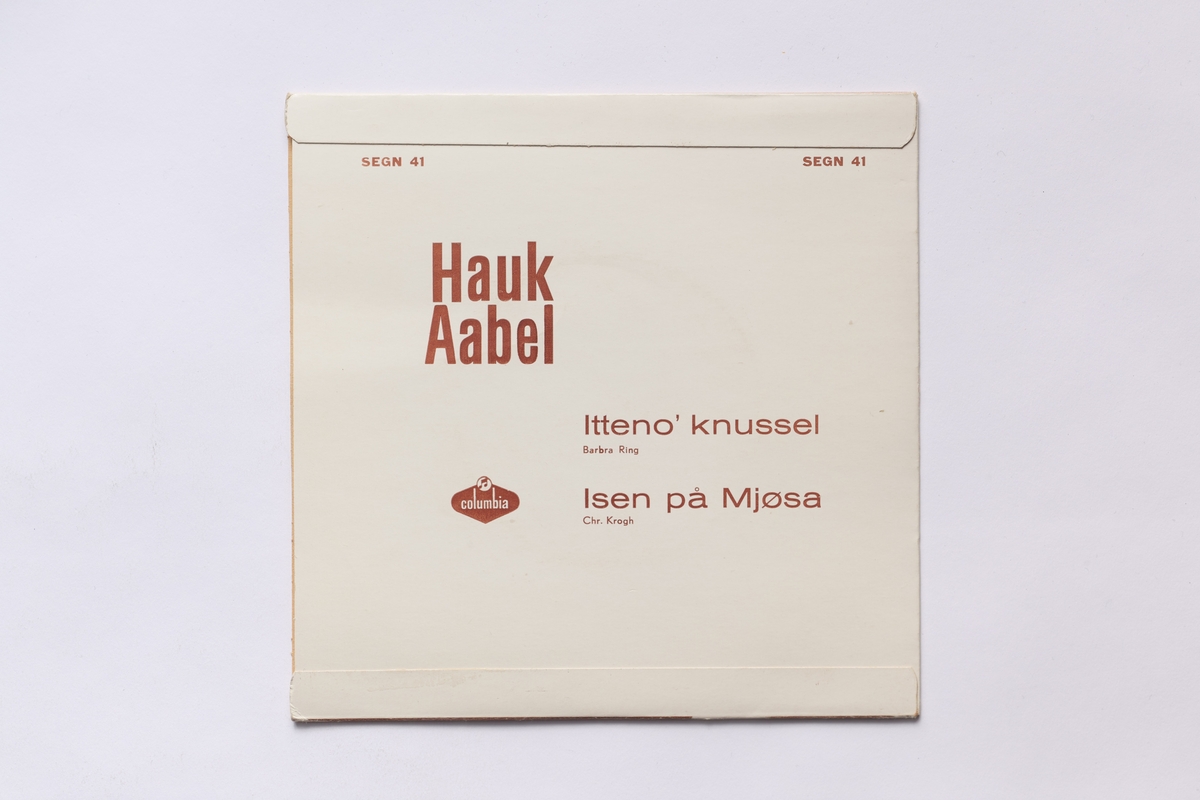 SEGN 41
SEGN 41
Hauk
Aabel
Itteno' knussel
Barbra Ring
columbia
Isen på Mjøsa
Chr. Krogh